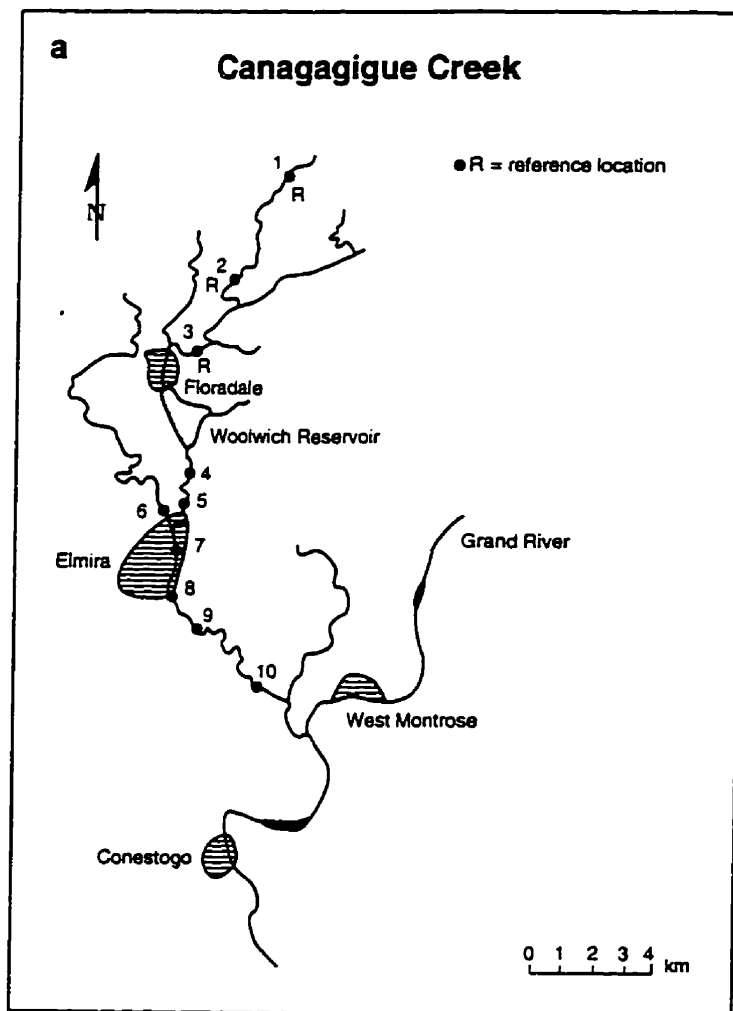 a
Canagagigue Creek
1
R
● R = reference location
N
2
R
3
R
Floradale
Woolwich Reservoir
4
5
6
7
Elmira
Grand River
8
9
10
West Montrose
Conestogo
0 1 2 3 4 km